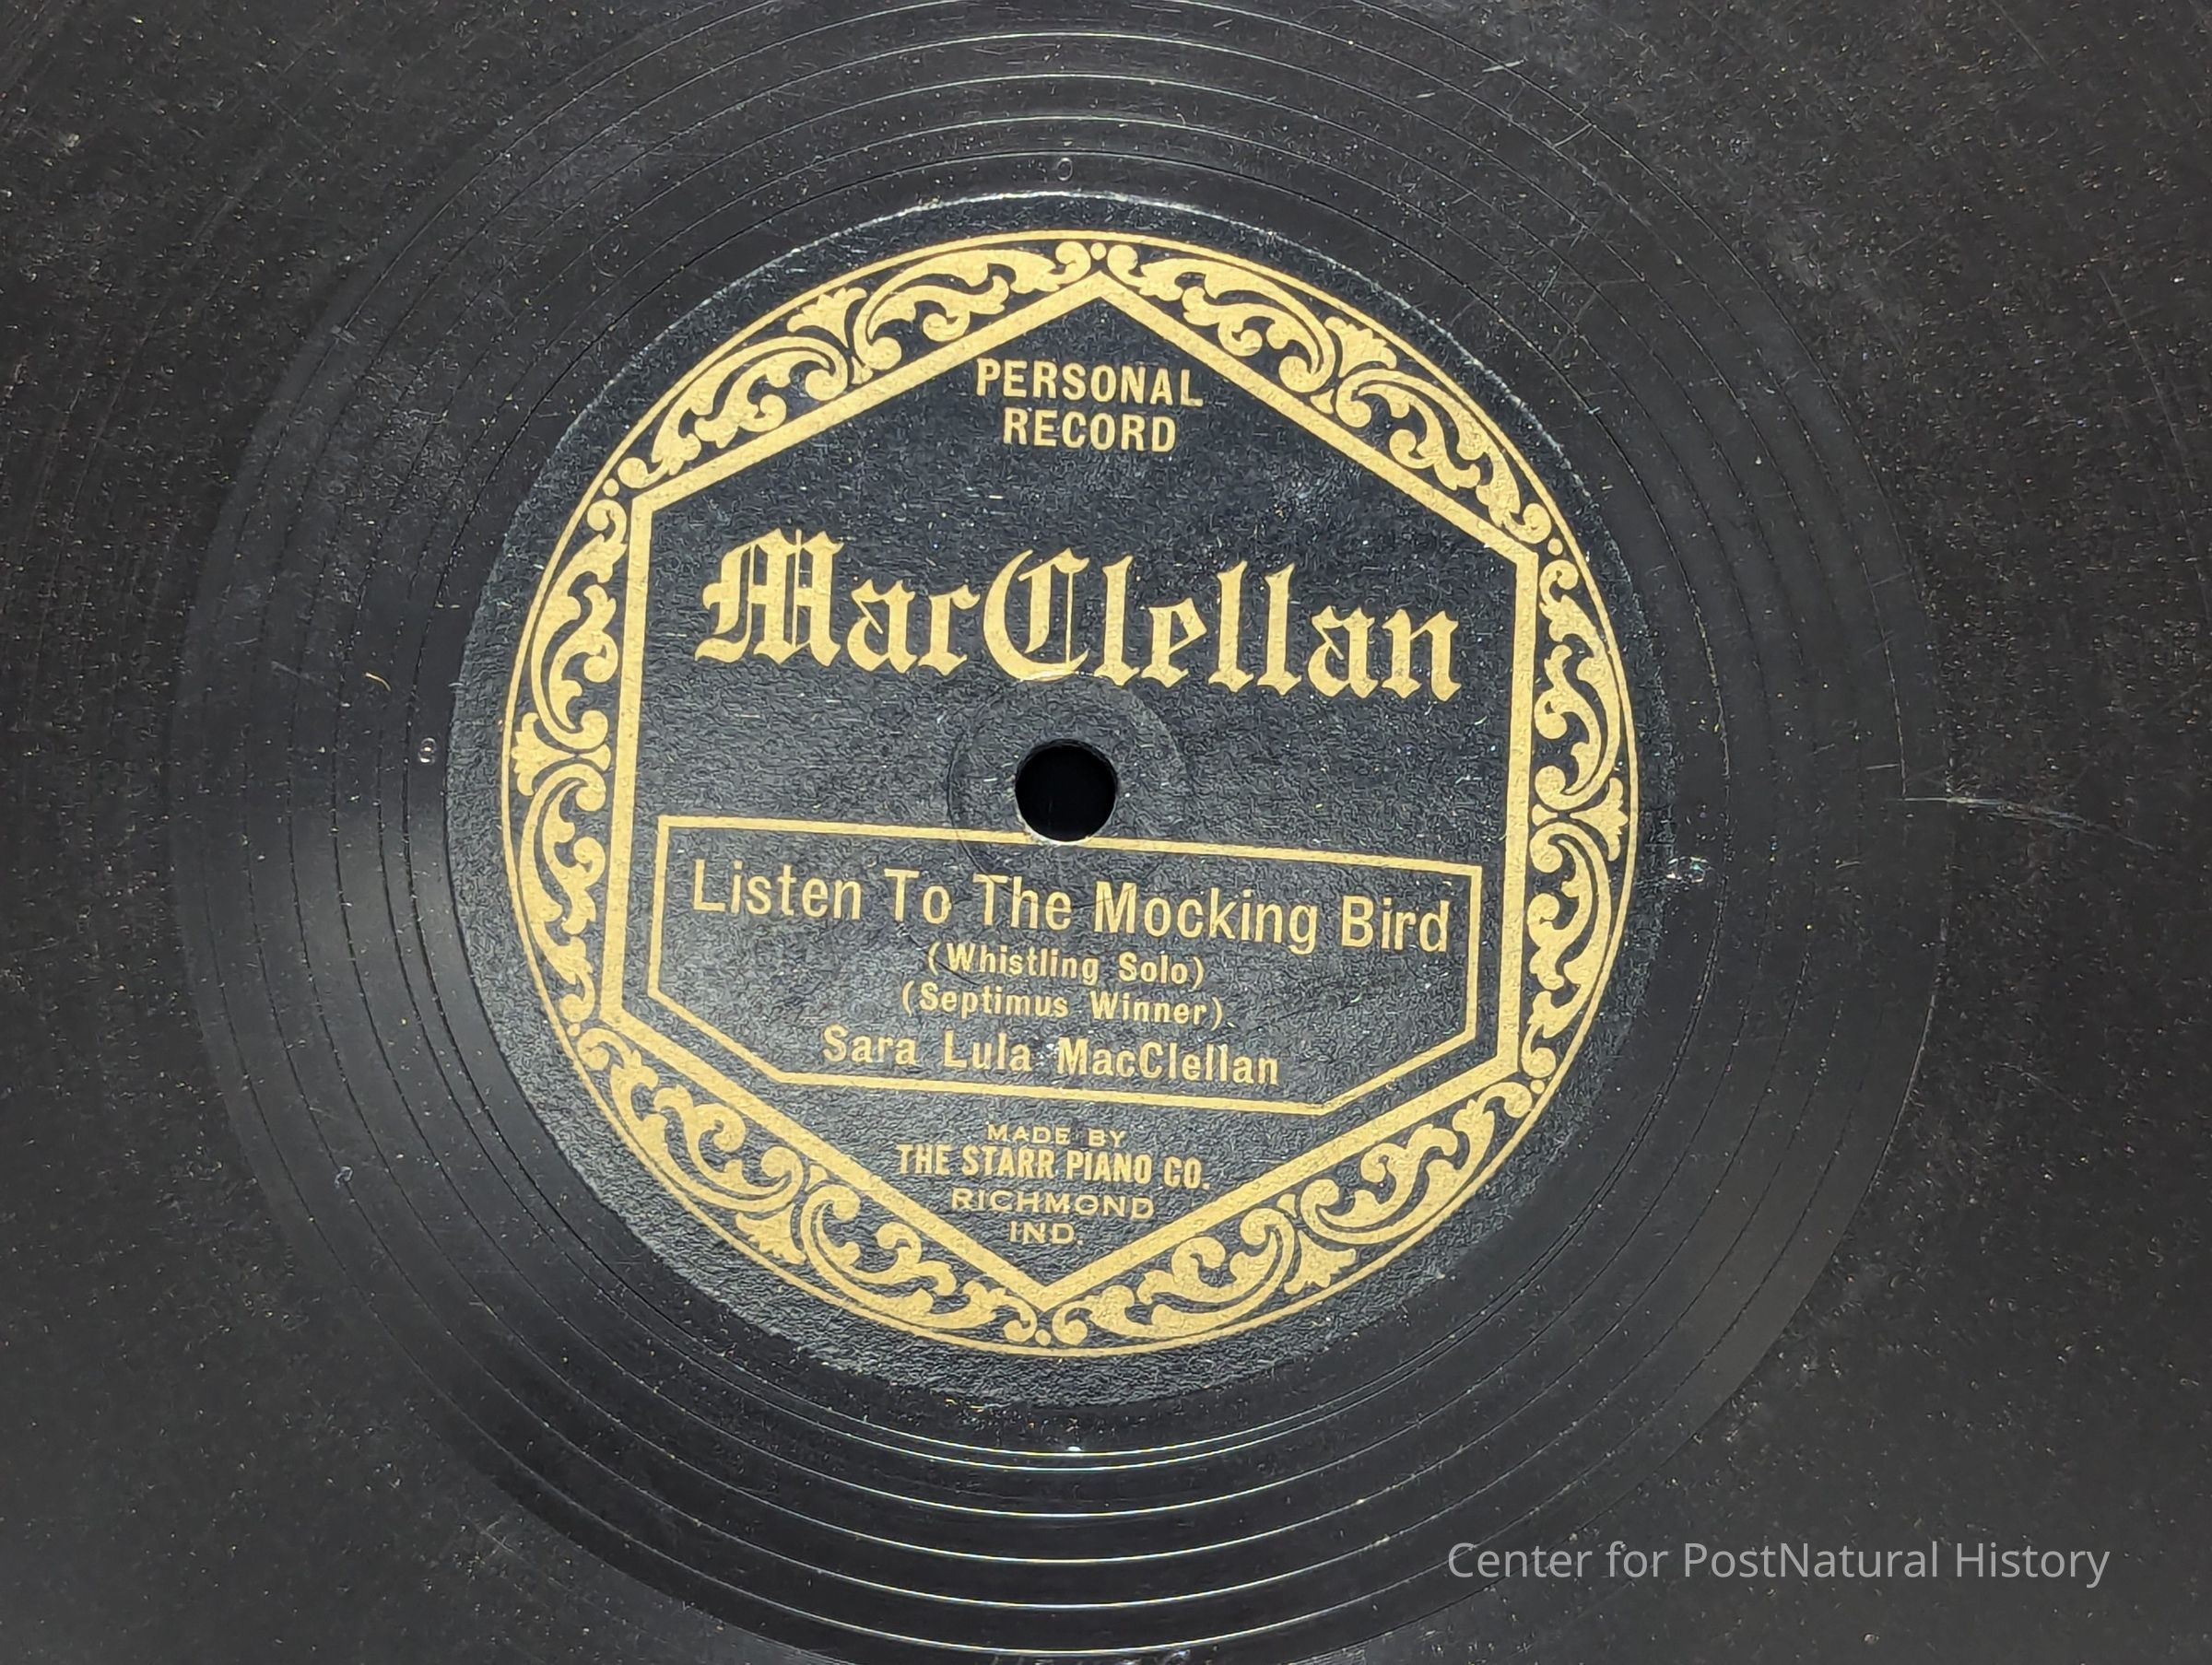 PERSONAL
RECORD
MacClellan
Listen To The Mocking Bird
(Whistling Solo)
(Septimus Winner)
Sara Lula MacClellan
MADE BY
THE STARR PIANO CO.
RICHMOND
IND.
Center for PostNatural History